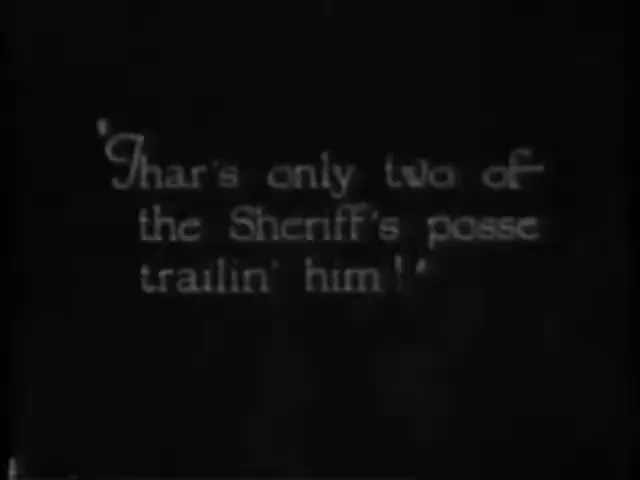 "Thar's only two of
the Sheriff's posse
trailin' him!"